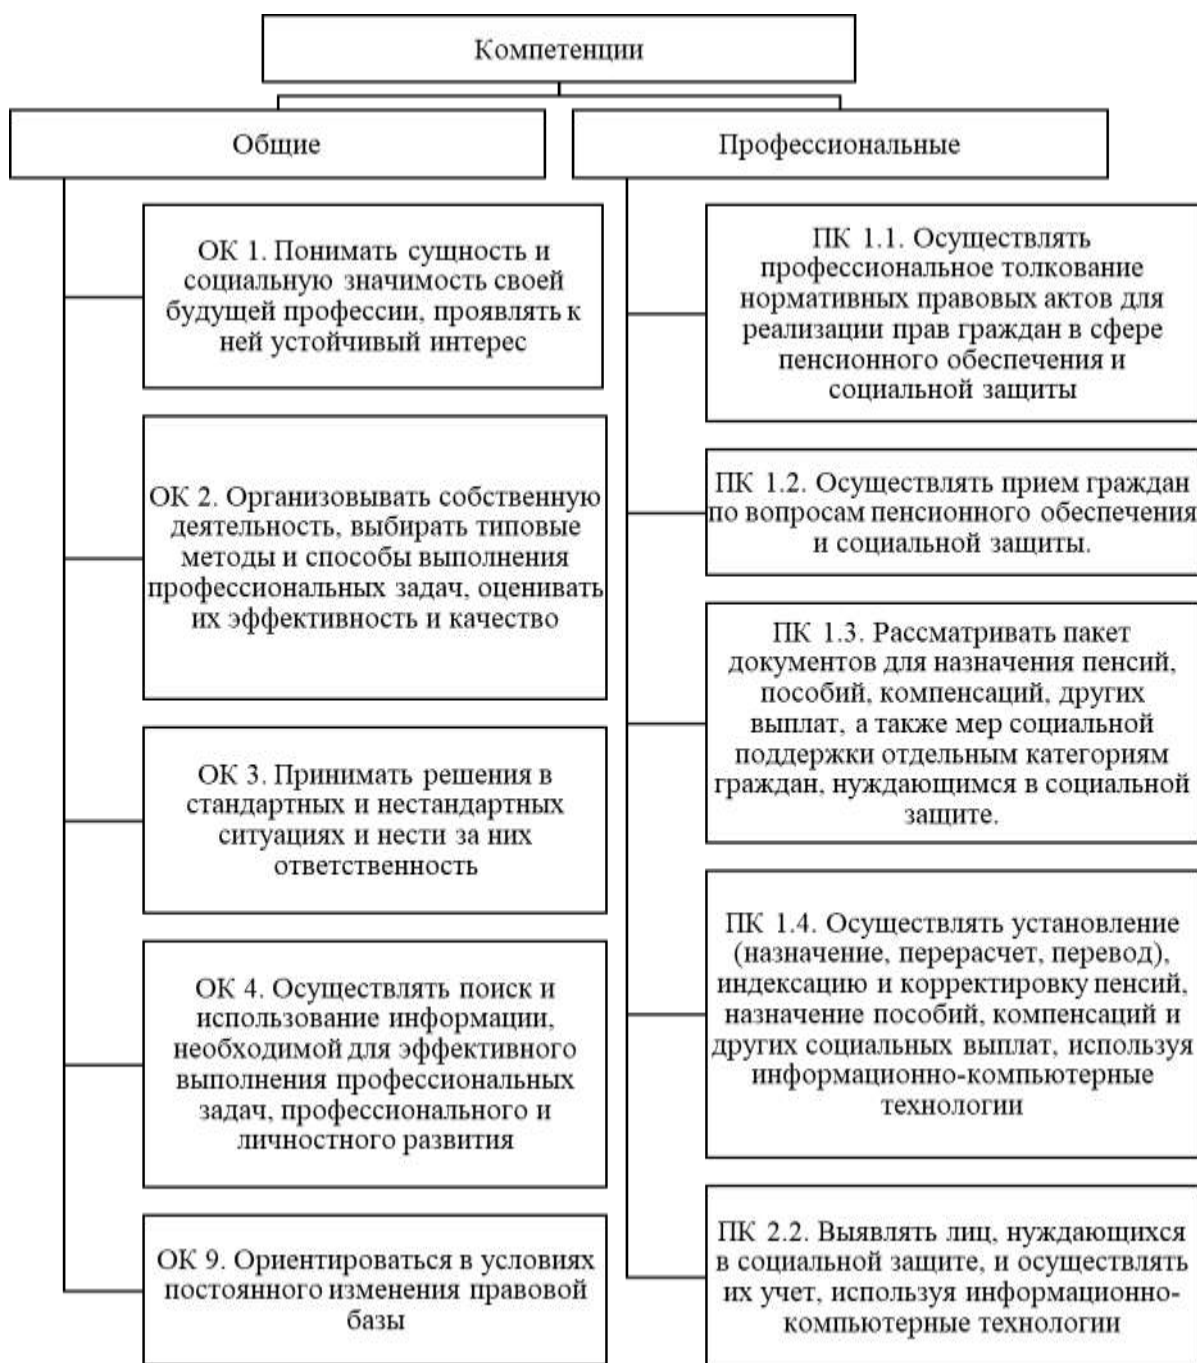 Компетенции
Общие
ОК 1. Понимать сущность и
социальную значимость своей
будущей профессии, проявлять к
ней устойчивый интерес
ОК 2. Организовывать собственную
деятельность, выбирать типовые
методы и способы выполнения
профессиональных задач, оценивать
их эффективность и качество
ОК 3. Принимать решения в
стандартных и нестандартных
ситуациях и нести за них
ответственность
ОК 4. Осуществлять поиск и
использование информации,
необходимой для эффективного
выполнения профессиональных
задач, профессионального и
личностного развития
ОК 9. Ориентироваться в условиях
постоянного изменения правовой
базы
Профессиональные
ПК 1.1. Осуществлять
профессиональное толкование
нормативных правовых актов для
реализации прав граждан в сфере
пенсионного обеспечения и
социальной защиты
ПК 1.2. Осуществлять прием граждан
по вопросам пенсионного обеспечения
и социальной защиты.
ПК 1.3. Рассматривать пакет
документов для назначения пенсий,
пособий, компенсаций, других
выплат, а также мер социальной
поддержки отдельным категориям
граждан, нуждающимся в социальной
защите.
ПК 1.4. Осуществлять установление
(назначение, перерасчет, перевод),
индексацию и корректировку пенсий,
назначение пособий, компенсаций и
других социальных выплат, используя
информационно-компьютерные
технологии
ПК 2.2. Выявлять лиц, нуждающихся
в социальной защите, и осуществлять
их учет, используя информационно-
компьютерные технологии